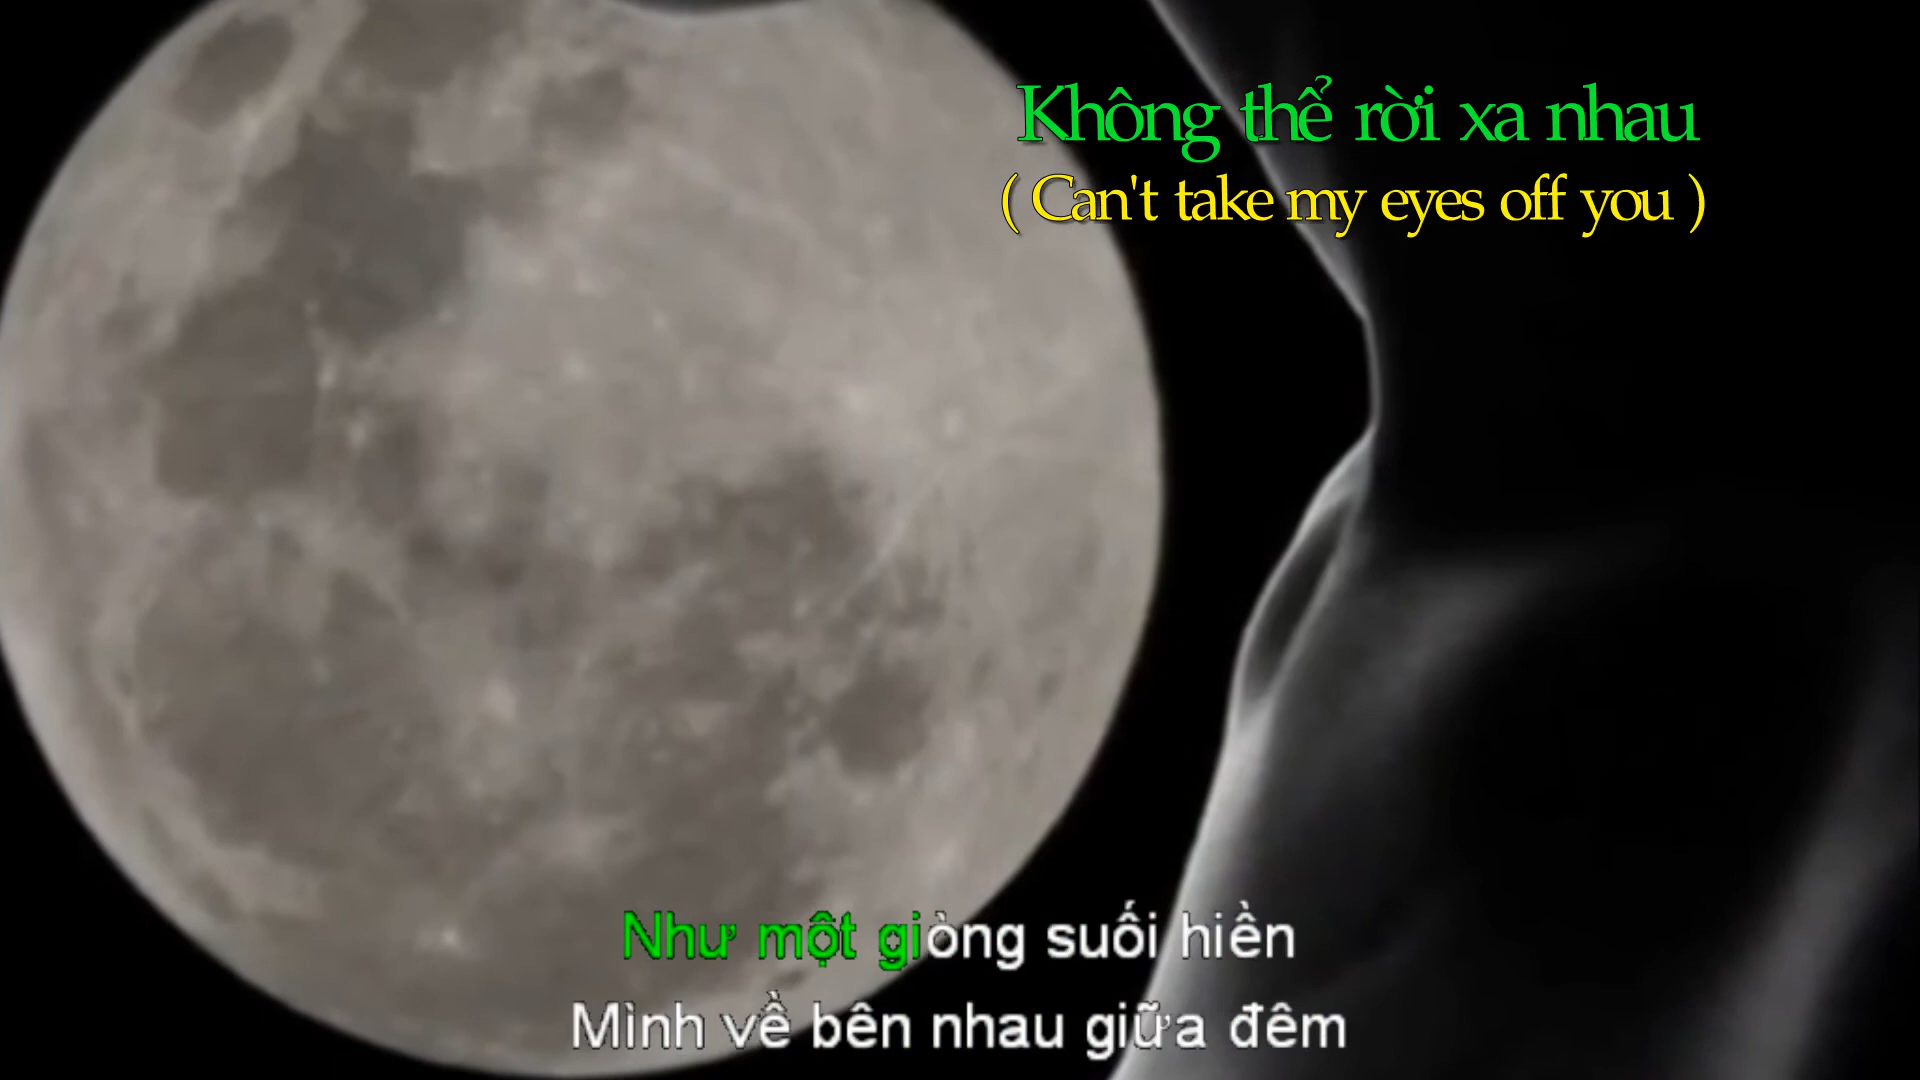 Không thể rời xa nhau
( Can't take my eyes off you )
Như một giòng suối hiền
Mình về bên nhau giữa đêm